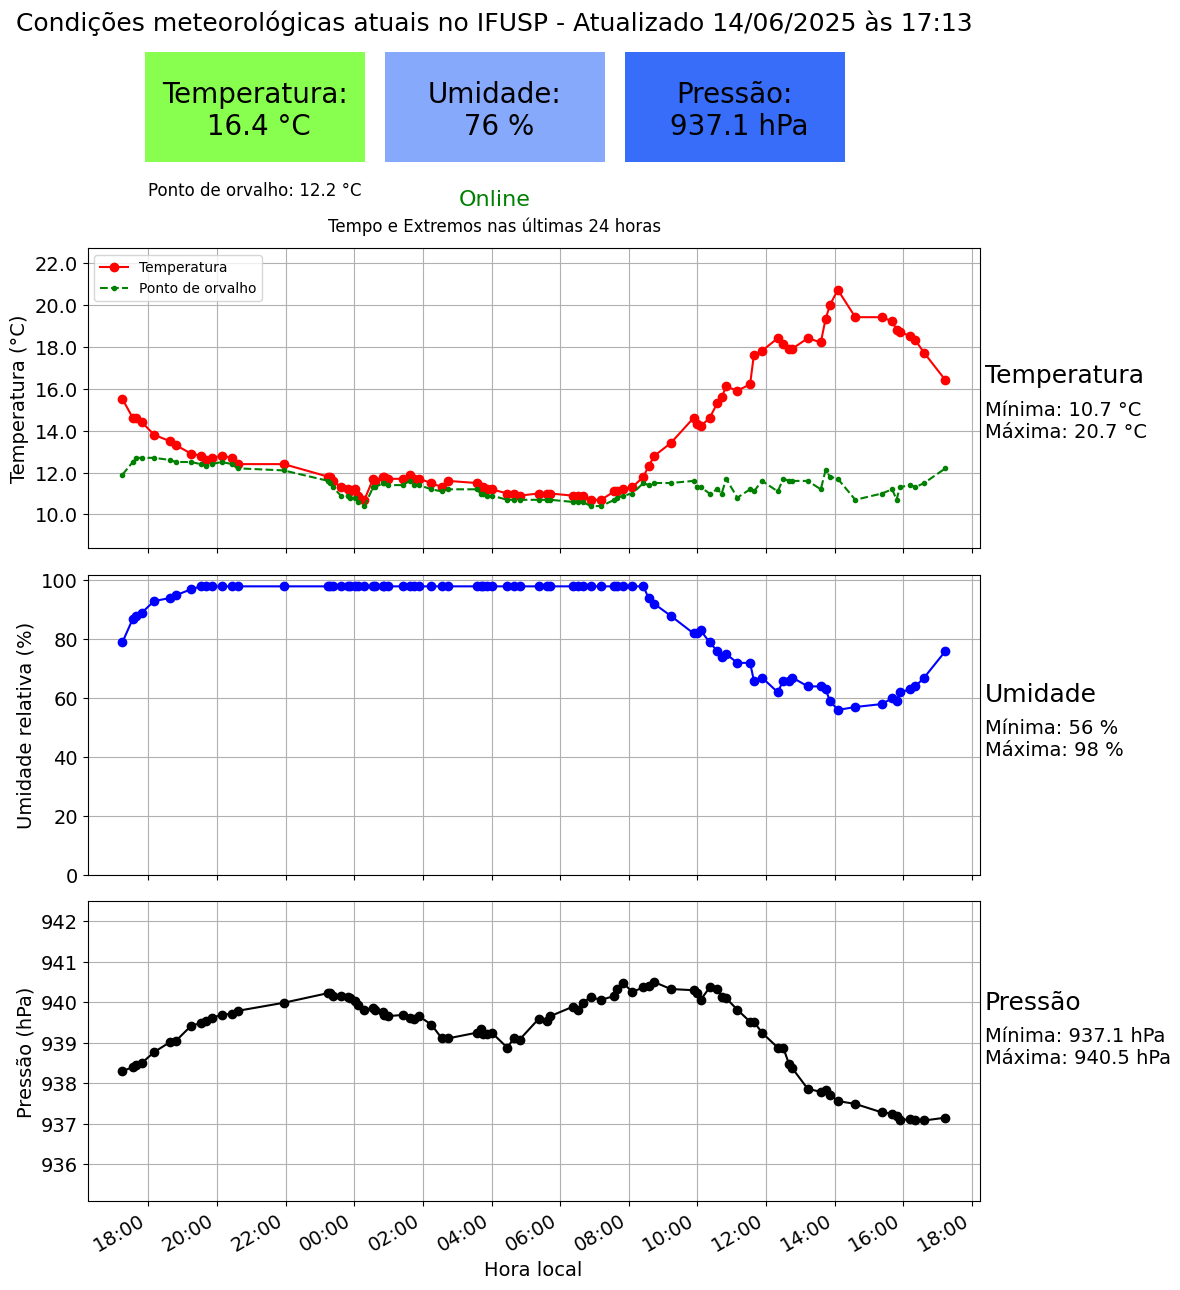 Condições meteorológicas atuais no IFUSP - Atualizado 14/06/2025 às 17:13
Temperatura:
16.4 °C
Umidade:
76 %
Pressão:
937.1 hPa
Ponto de orvalho: 12.2 °C
Online
Tempo e Extremos nas últimas 24 horas
Temperatura (°C)
22.0
20.0
18.0
16.0
14.0
12.0
10.0
Temperatura
Ponto de orvalho
Temperatura
Mínima: 10.7 °C
Máxima: 20.7 °C
Umidade relativa (%)
100
80
60
40
20
0
Umidade
Mínima: 56 %
Máxima: 98 %
Pressão (hPa)
942
941
940
939
938
937
936
Pressão
Mínima: 937.1 hPa
Máxima: 940.5 hPa
18:00 20:00 22:00 00:00 02:00 04:00 06:00 08:00 10:00 12:00 14:00 16:00 18:00
Hora local